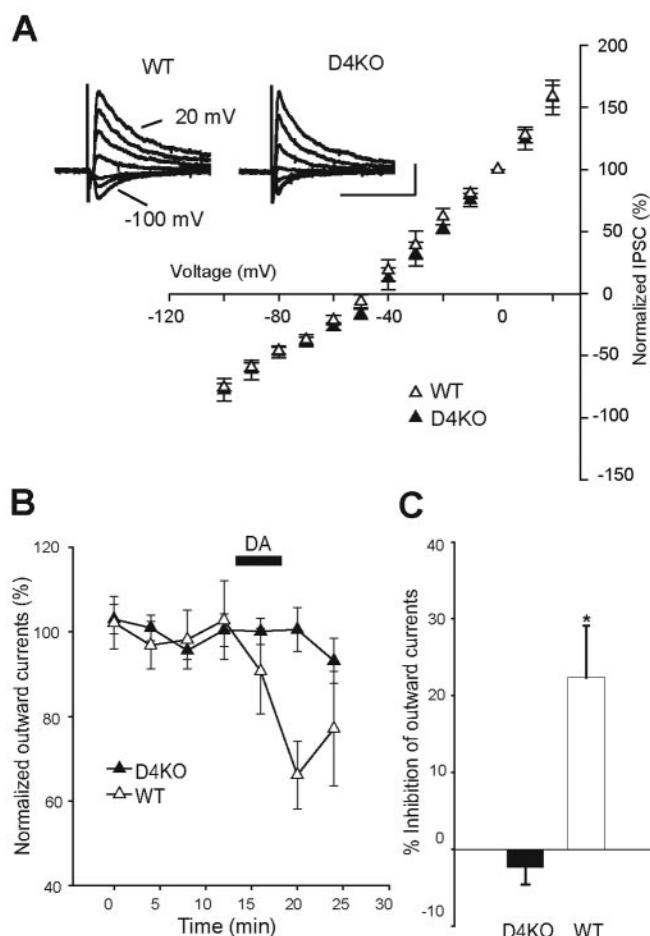 A
WT
D4KO
20 mV
-100 mV
Voltage (mV)
-120
-80
-40
0
200
150
100
50
0
-50
-100
-150
Normalized IPSC (%)
WT
D4KO
B
DA
120
100
80
60
40
Normalized outward currents (%)
D4KO
WT
0
5
10
15
20
25
30
Time (min)
C
40
30
20
10
0
-10
% Inhibition of outward currents
*
D4KO WT